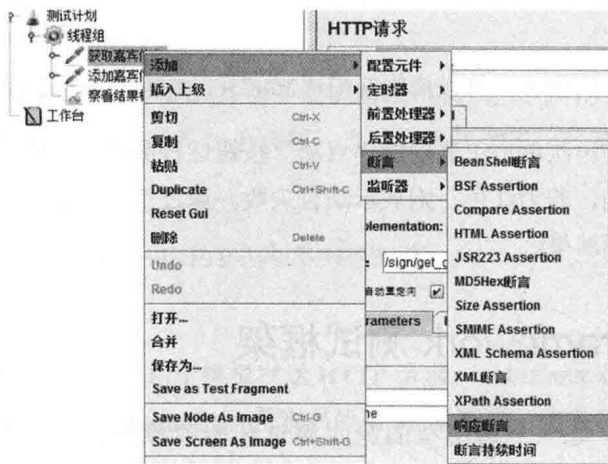 测试计划
线程组
获取嘉宾
添加嘉宾
察看结果
工作台
HTTP请求
添加
插入上级
剪切 Ctrl-X
复制 Ctrl-C
粘贴 Ctrl-V
Duplicate Ctrl+Shift-C
Reset Gui
删除 Delete
Undo
Redo
打开...
合并
保存为...
Save as Test Fragment
Save Node As Image Ctrl-G
Save Screen As Image Ctrl+Shift-G
配置元件
定时器
前置处理器
后置处理器
断言
监听器
plementation:
/sign/get_
自动重定向
rameters
me
BeanShell断言
BSF Assertion
Compare Assertion
HTML Assertion
JSR223 Assertion
MD5Hex断言
Size Assertion
SMIME Assertion
XML Schema Assertion
XML断言
XPath Assertion
响应断言
断言持续时间